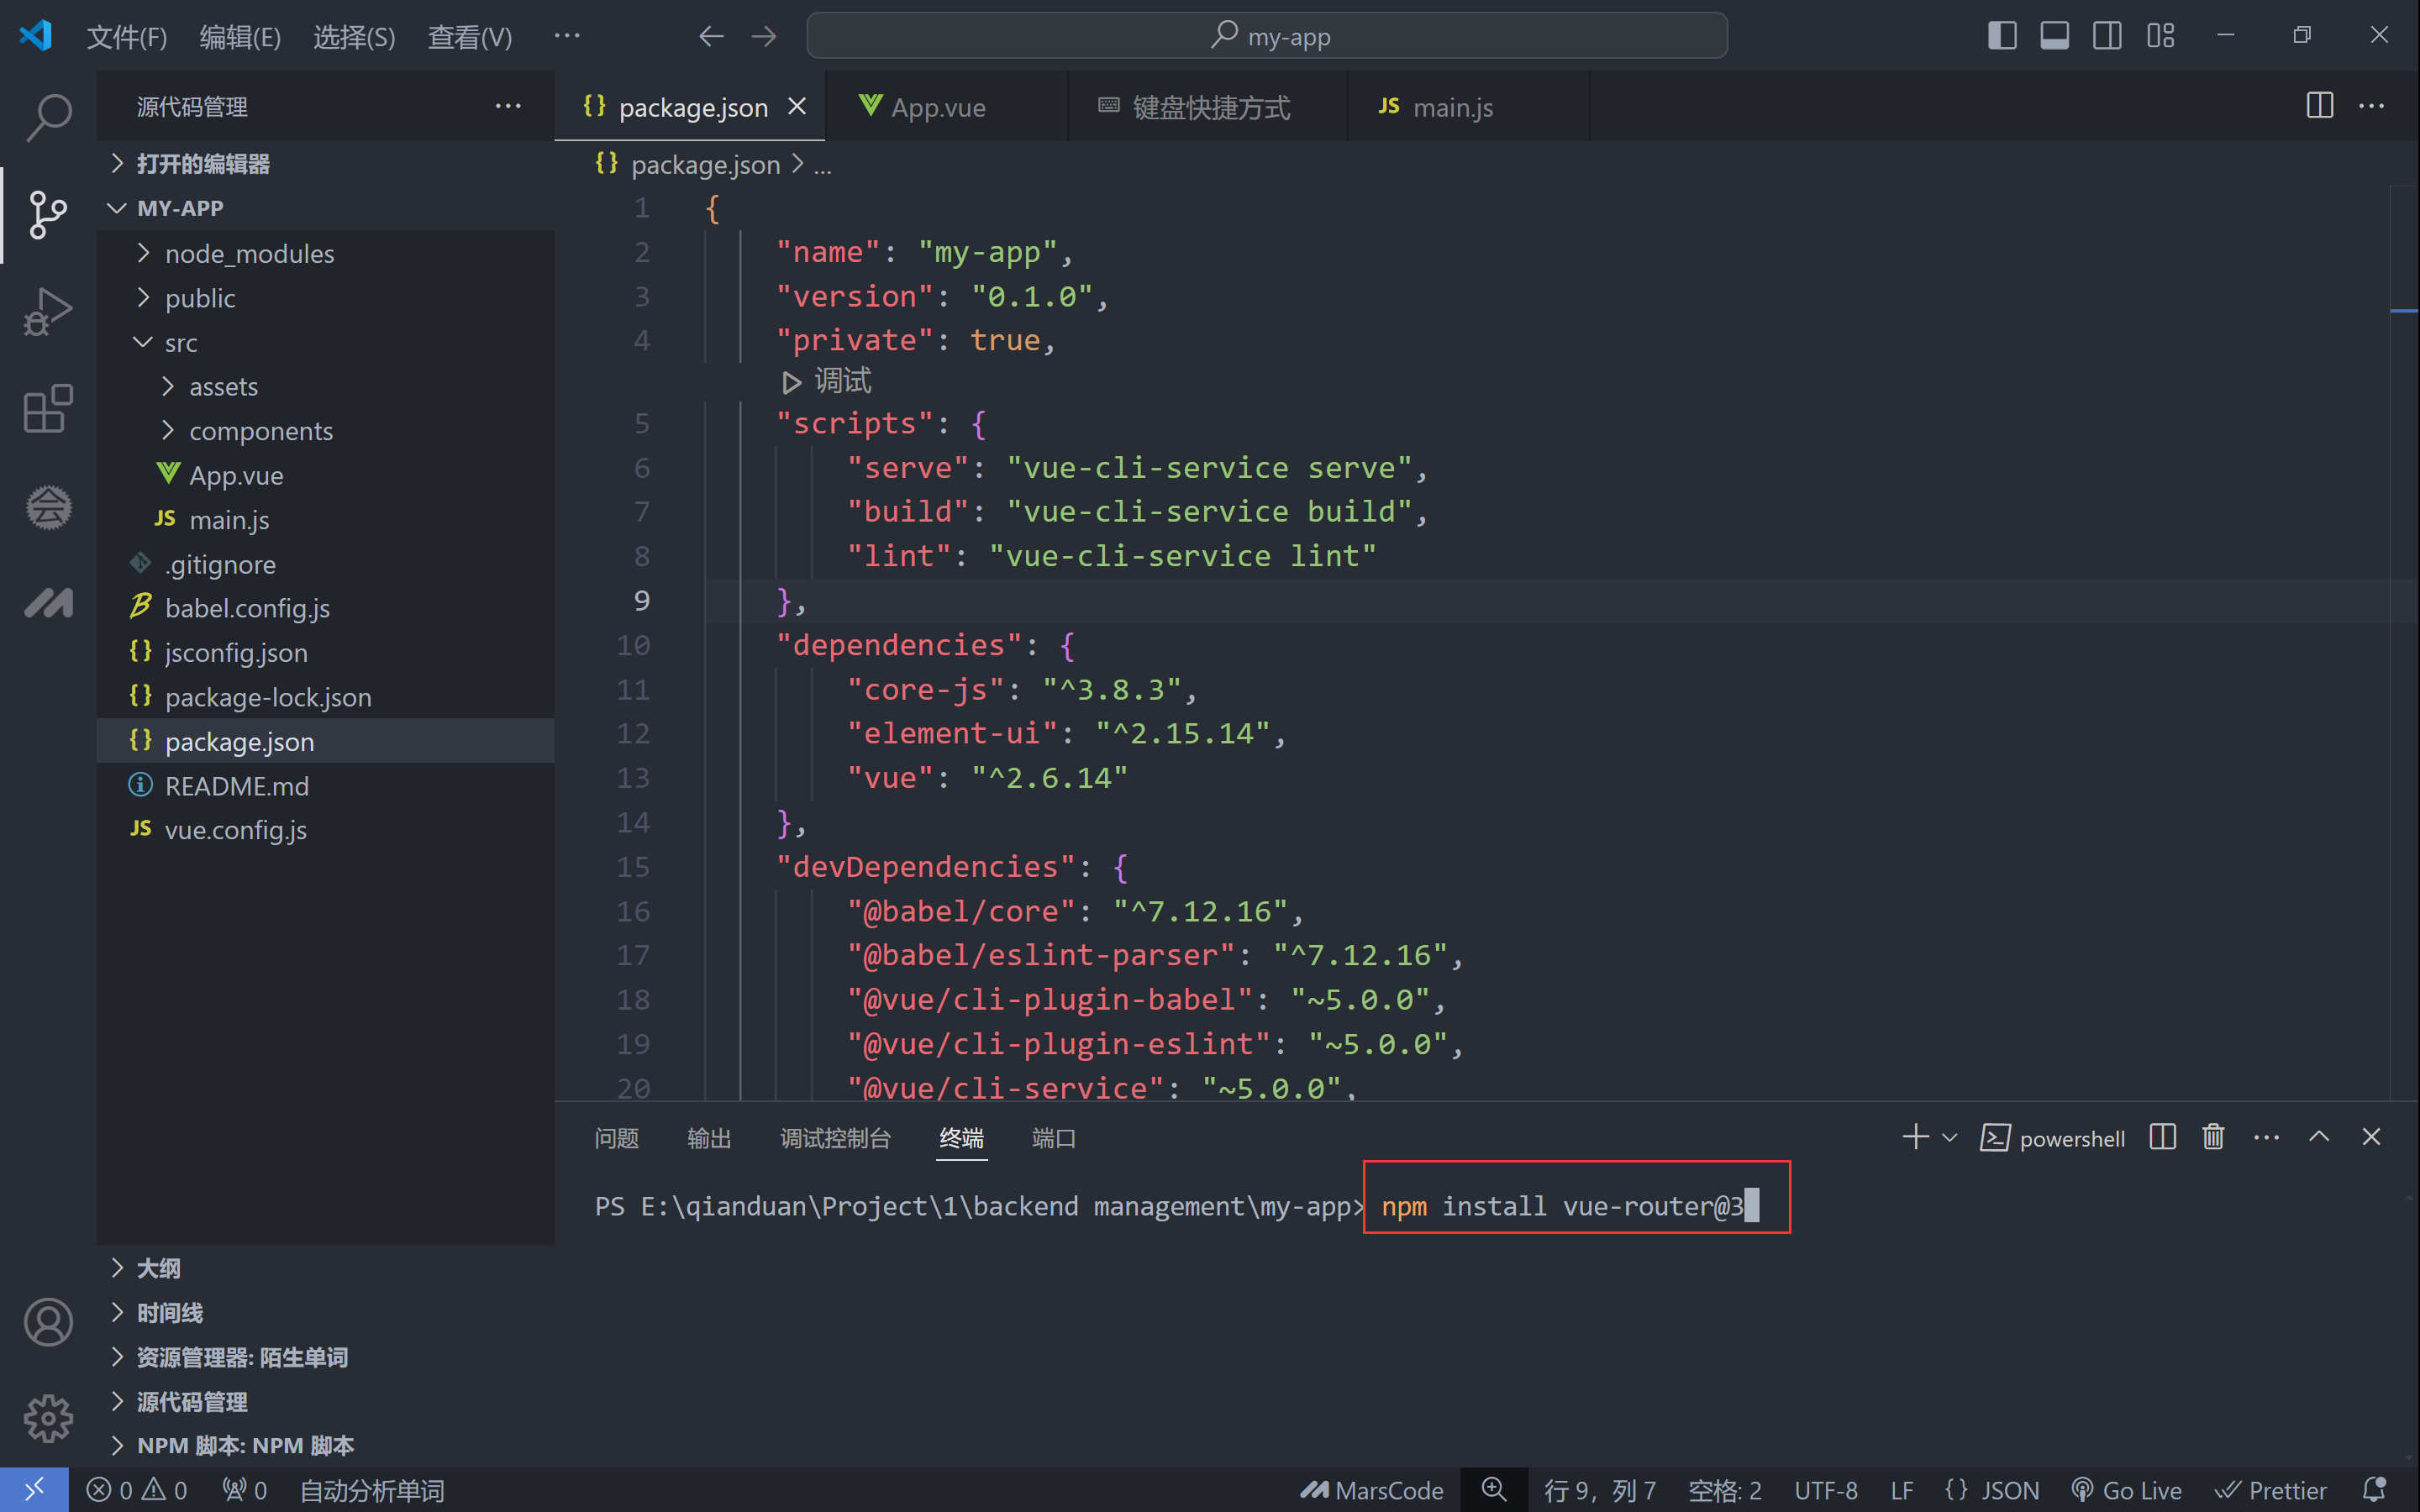 文件(F) 编辑(E) 选择(S) 查看(V) ··· my-app
源代码管理 ···
打开的编辑器
MY-APP
node_modules
public
src
assets
components
App.vue
JS main.js
.gitignore
babel.config.js
{} jsconfig.json
{} package-lock.json
{} package.json
README.md
JS vue.config.js
大纲
时间线
资源管理器: 陌生单词
源代码管理
NPM 脚本: NPM 脚本
{} package.json App.vue 键盘快捷方式 JS main.js
{} package.json > ...
1 {
2 "name": "my-app",
3 "version": "0.1.0",
4 "private": true,
调试
5 "scripts": {
6 "serve": "vue-cli-service serve",
7 "build": "vue-cli-service build",
8 "lint": "vue-cli-service lint"
9 },
10 "dependencies": {
11 "core-js": "^3.8.3",
12 "element-ui": "^2.15.14",
13 "vue": "^2.6.14"
14 },
15 "devDependencies": {
16 "@babel/core": "^7.12.16",
17 "@babel/eslint-parser": "^7.12.16",
18 "@vue/cli-plugin-babel": "~5.0.0",
19 "@vue/cli-plugin-eslint": "~5.0.0",
20 "@vue/cli-service": "~5.0.0",
问题 输出 调试控制台 终端 端口 powershell
PS E:\qianduan\Project\1\backend management\my-app> npm install vue-router@3
0 0 0 自动分析单词 MarsCode 行 9，列 7 空格: 2 UTF-8 LF {} JSON Go Live Prettier